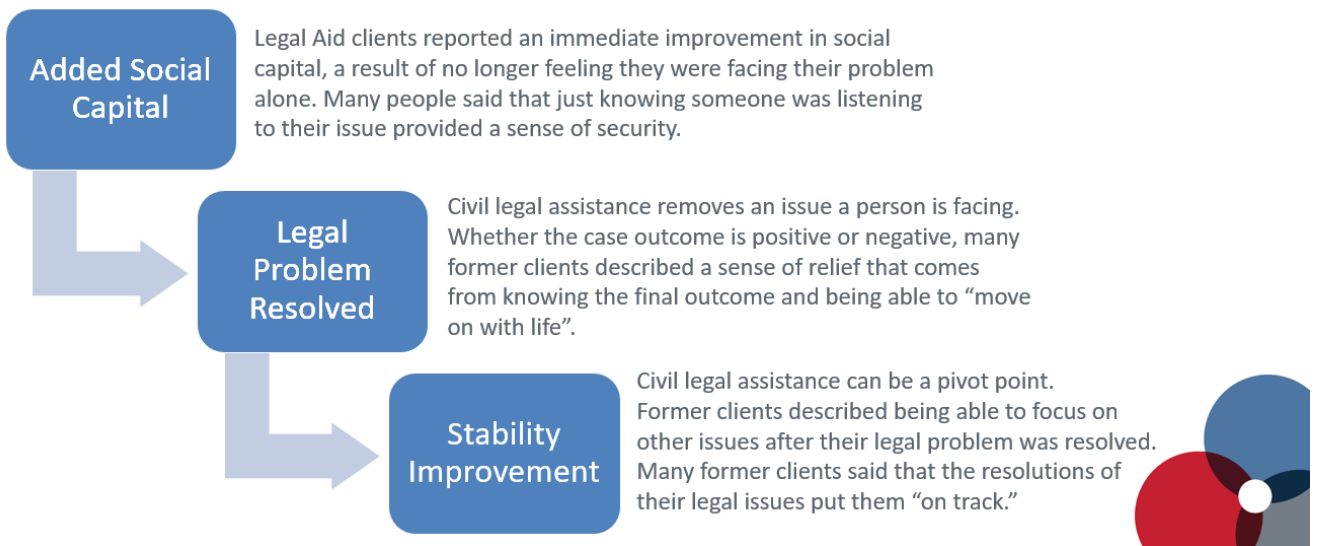 Added Social
Capital
Legal Aid clients reported an immediate improvement in social
capital, a result of no longer feeling they were facing their problem
alone. Many people said that just knowing someone was listening
to their issue provided a sense of security.
Legal
Problem
Resolved
Civil legal assistance removes an issue a person is facing.
Whether the case outcome is positive or negative, many
former clients described a sense of relief that comes
from knowing the final outcome and being able to “move
on with life”.
Stability
Improvement
Civil legal assistance can be a pivot point.
Former clients described being able to focus on
other issues after their legal problem was resolved.
Many former clients said that the resolutions of
their legal issues put them “on track.”